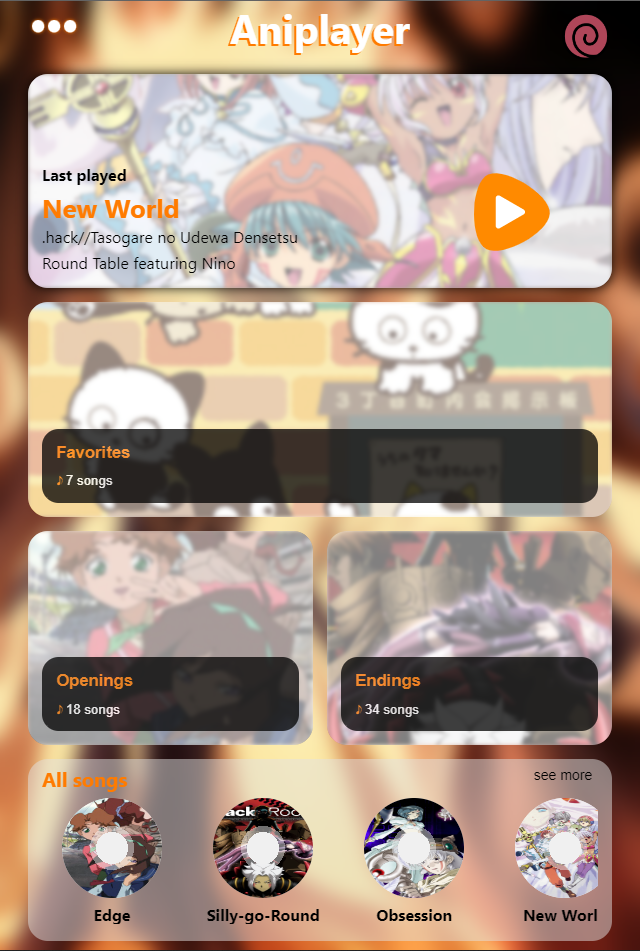 Aniplayer
Last played
New World
.hack//Tasogare no Udewa Densetsu
Round Table featuring Nino
Favorites
♪7 songs
Openings
♪18 songs
Endings
♪34 songs
All songs
see more
Edge
Silly-go-Round
Obsession
New Worl